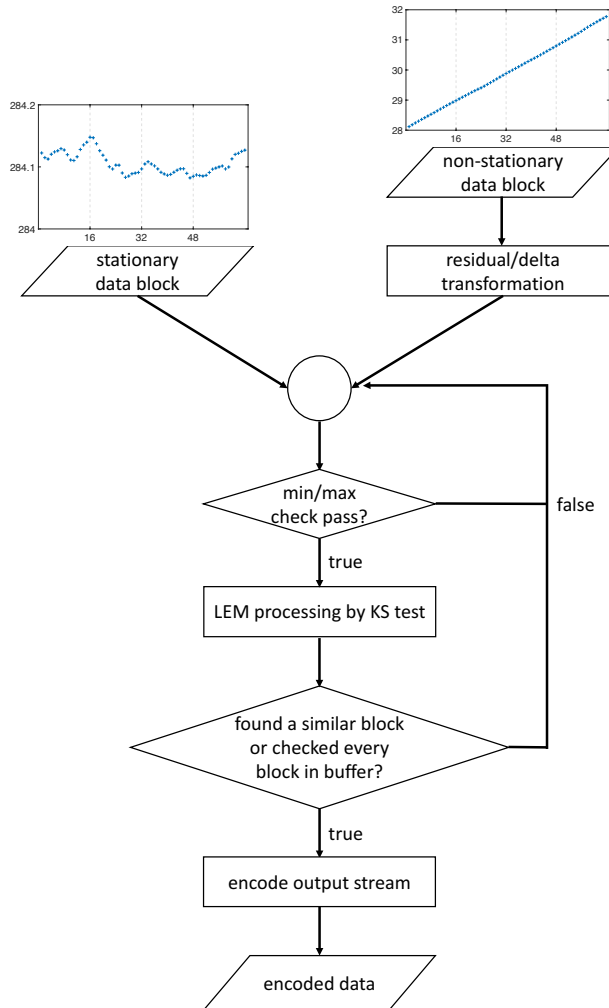 32
31
30
29
28
16 32 48
284.2
284.1
284
16 32 48
non-stationary
data block
stationary
data block
residual/delta
transformation
min/max
check pass?
false
true
LEM processing by KS test
found a similar block
or checked every
block in buffer?
true
encode output stream
encoded data